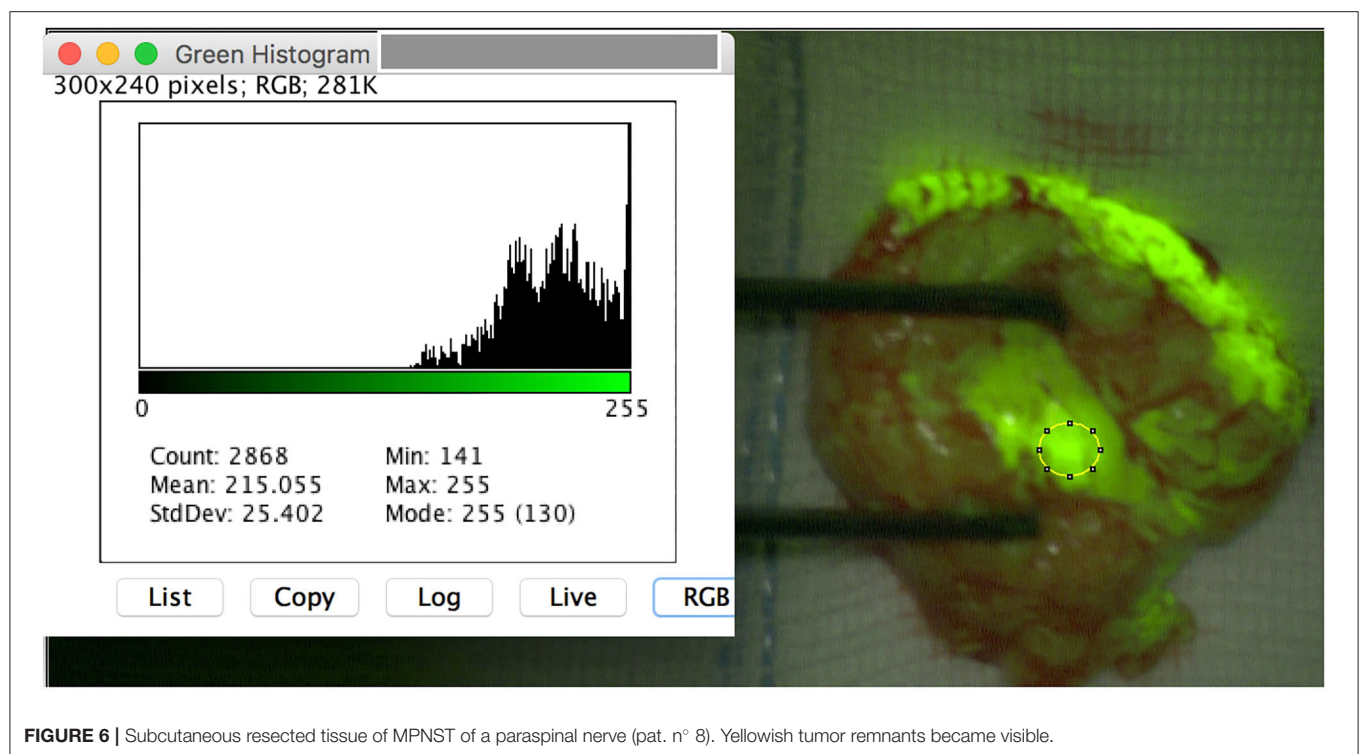 Green Histogram
300x240 pixels; RGB; 281K
0 255
Count: 2868 Min: 141
Mean: 215.055 Max: 255
StdDev: 25.402 Mode: 255 (130)
List Copy Log Live RGB
FIGURE 6 | Subcutaneous resected tissue of MPNST of a paraspinal nerve (pat. n° 8). Yellowish tumor remnants became visible.